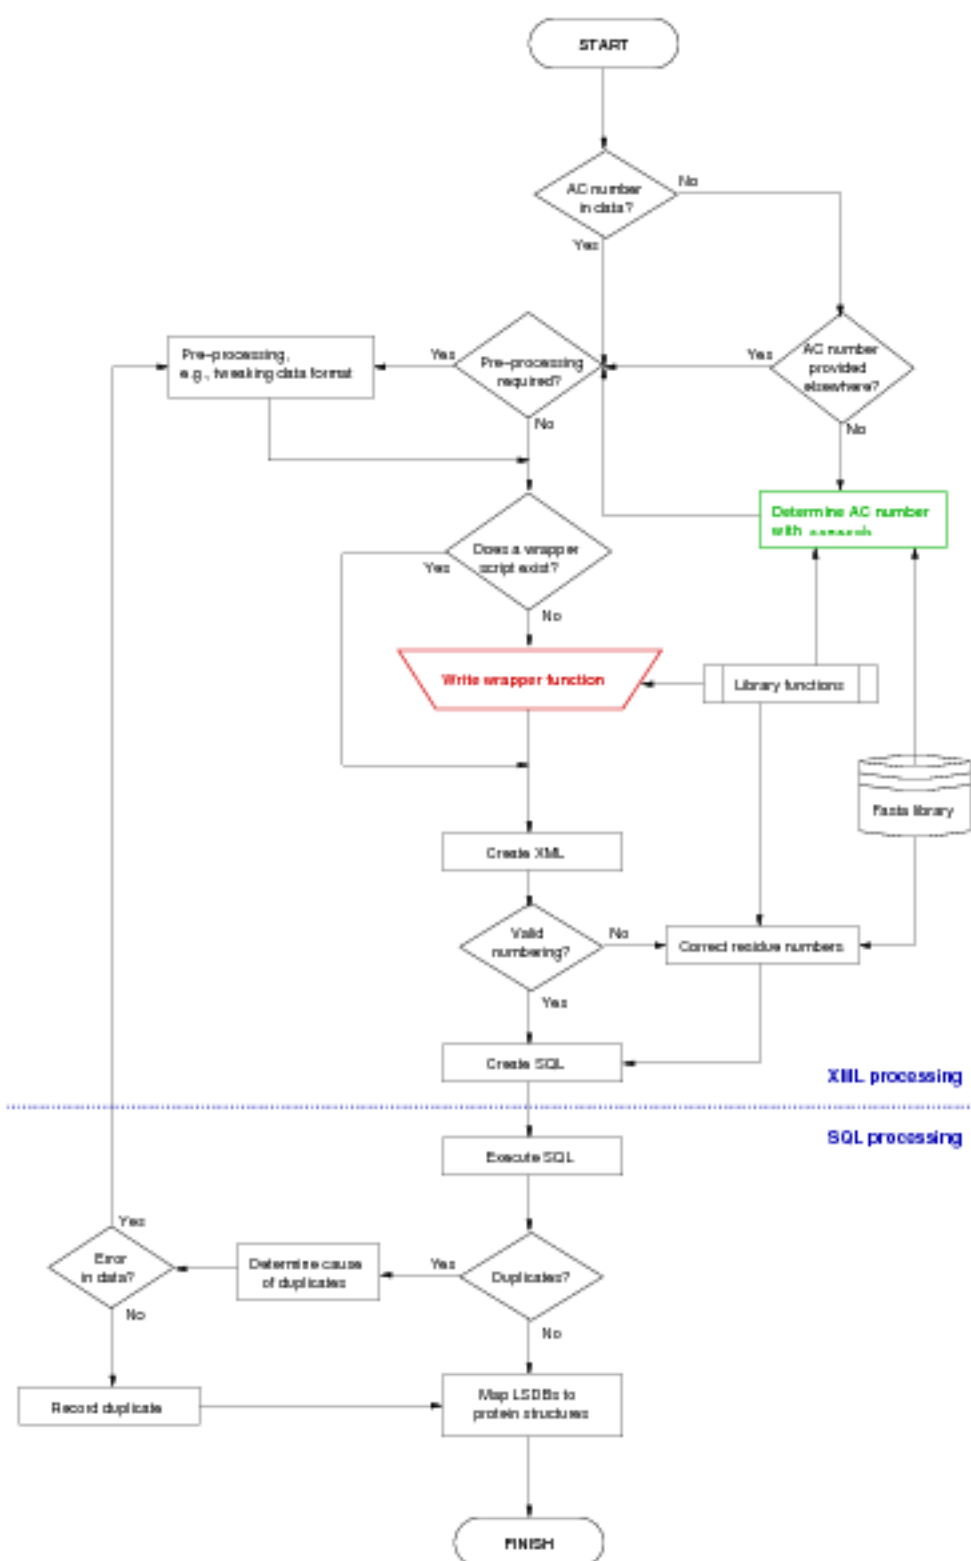 START
AC number
in data?
No
Yes
Pre-processing,
e.g., tweaking data format
Yes
Pre-processing
required?
Yes
AC number
provided
elsewhere?
No
No
Determine AC number
with
Does a wrapper
script exist?
Yes
No
Write wrapper function
Library functions
Fasta library
Create XML
Valid
numbering?
No
Correct residue numbers
Yes
Create SQL
XML processing
SQL processing
Execute SQL
Yes
Error
in data?
Determine cause
of duplicates
Yes
Duplicates?
No
No
Record duplicate
Map LSDBs to
protein structures
FINISH